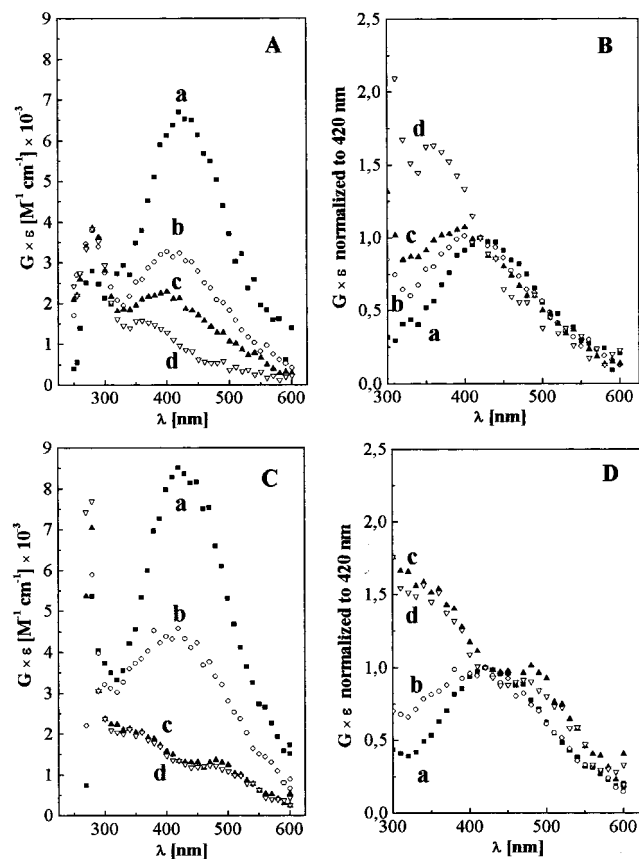 A
G × ε [M⁻¹ cm⁻¹] × 10⁻³
9
8
7
6
5
4
3
2
1
0
a
b
c
d
300 400 500 600
λ [nm]
B
G × ε normalized to 420 nm
2,5
2,0
1,5
1,0
0,5
0,0
d
c
b
a
300 400 500 600
λ [nm]
C
G × ε [M⁻¹ cm⁻¹] × 10⁻³
9
8
7
6
5
4
3
2
1
0
a
b
c
d
300 400 500 600
λ [nm]
D
G × ε normalized to 420 nm
2,5
2,0
1,5
1,0
0,5
0,0
c
d
b
a
300 400 500 600
λ [nm]